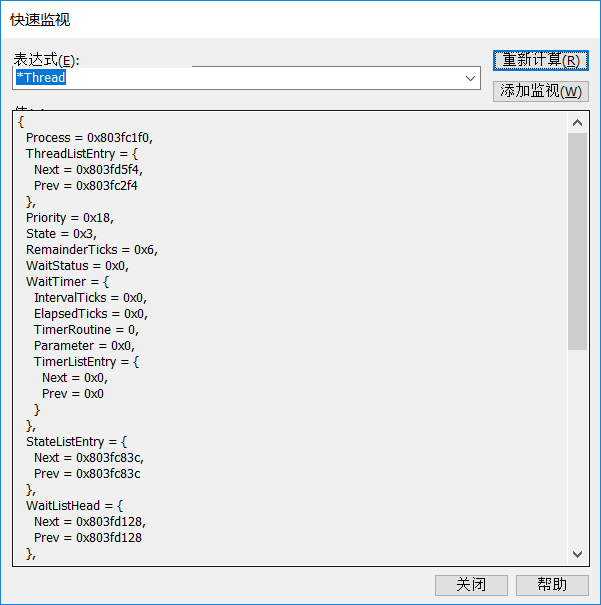 快速监视
表达式(E):
重新计算(R)
*Thread
添加监视(W)
{
Process = 0x803fc1f0,
ThreadListEntry = {
Next = 0x803fd5f4,
Prev = 0x803fc2f4
},
Priority = 0x18,
State = 0x3,
RemainderTicks = 0x6,
WaitStatus = 0x0,
WaitTimer = {
IntervalTicks = 0x0,
ElapsedTicks = 0x0,
TimerRoutine = 0,
Parameter = 0x0,
TimerListEntry = {
Next = 0x0,
Prev = 0x0
}
},
StateListEntry = {
Next = 0x803fc83c,
Prev = 0x803fc83c
},
WaitListHead = {
Next = 0x803fd128,
Prev = 0x803fd128
},
关闭
帮助